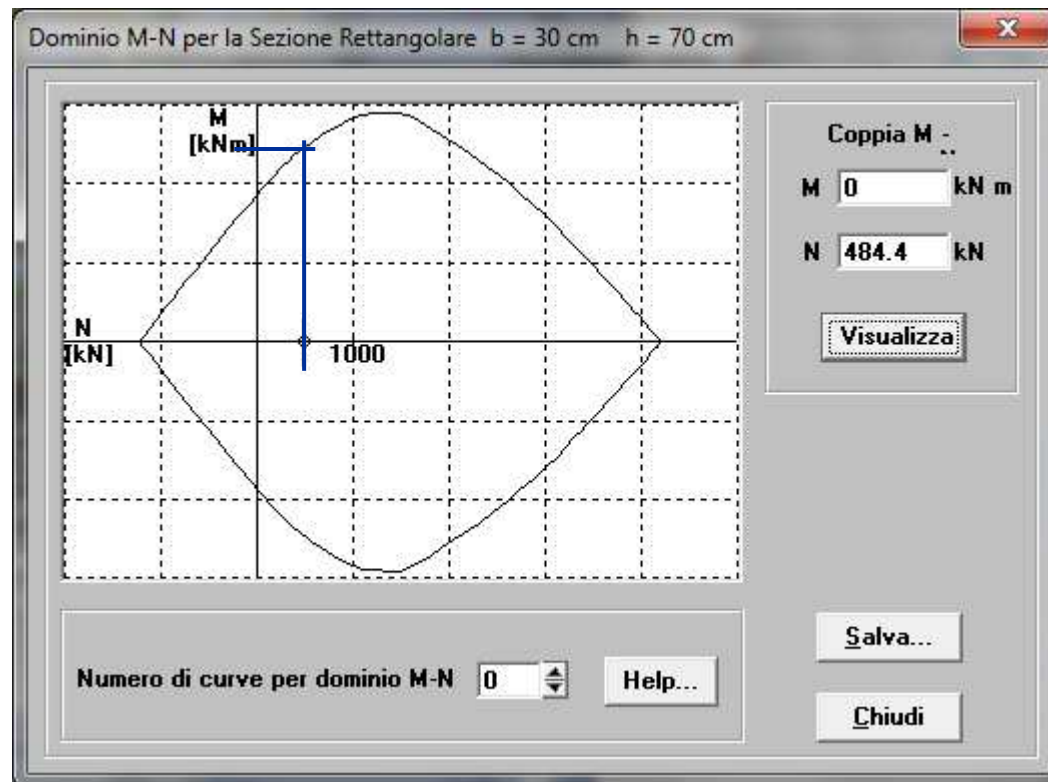 Dominio M-N per la Sezione Rettangolare b = 30 cm h = 70 cm
M
[kNm]
N
[kN]
1000
Coppia M -
M 0 kN m
N 484.4 kN
Visualizza
Numero di curve per dominio M-N 0
Help...
Salva...
Chiudi